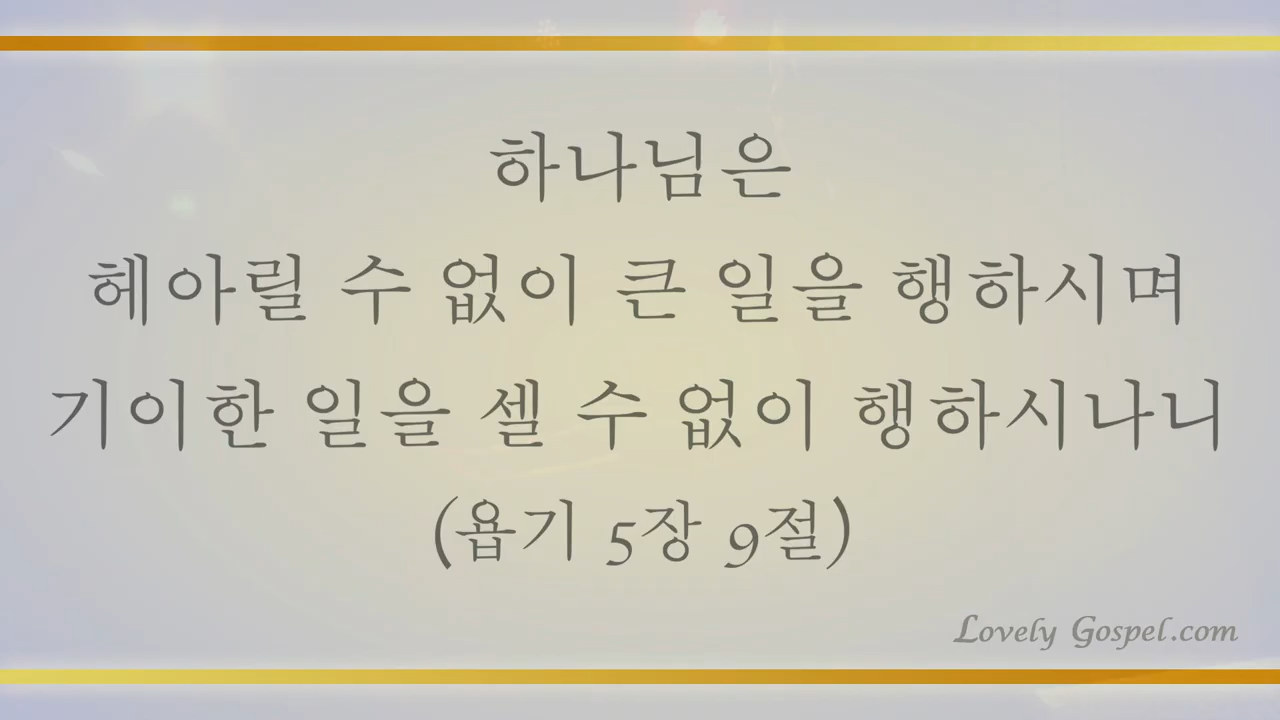 하나님은
헤아릴 수 없이 큰 일을 행하시며
기이한 일을 셀 수 없이 행하시나니
(욥기 5장 9절)
Lovely Gospel.com